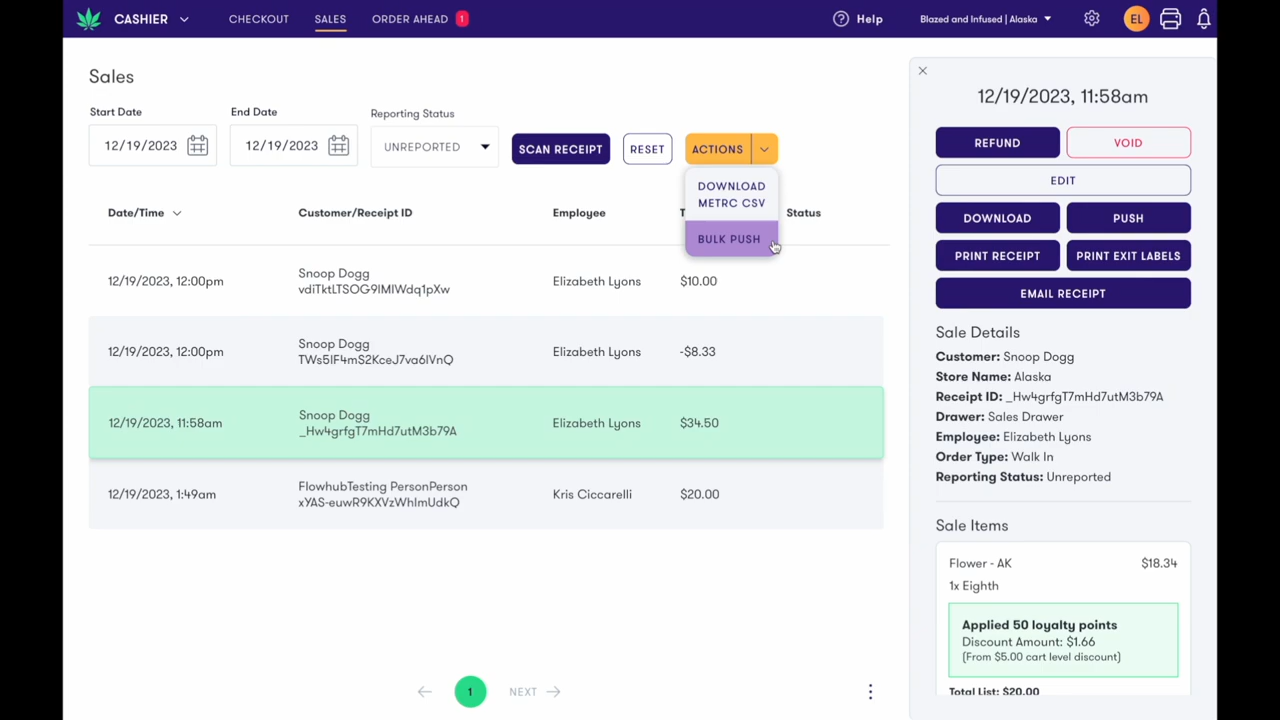 CASHIER
CHECKOUT
SALES
ORDER AHEAD 1
Help
Blazed and Infused | Alaska
EL
Sales
Start Date
End Date
Reporting Status
12/19/2023
12/19/2023
UNREPORTED
SCAN RECEIPT
RESET
ACTIONS
DOWNLOAD
METRC CSV
BULK PUSH
Date/Time
Customer/Receipt ID
Employee
T
Status
12/19/2023, 12:00pm
Snoop Dogg
vdiTktLTSOG9IMIWdq1pXw
Elizabeth Lyons
$10.00
12/19/2023, 12:00pm
Snoop Dogg
TWs5IF4mS2KceJ7va6lVnQ
Elizabeth Lyons
-$8.33
12/19/2023, 11:58am
Snoop Dogg
_Hw4grfgT7mHd7utM3b79A
Elizabeth Lyons
$34.50
12/19/2023, 1:49am
FlowhubTesting PersonPerson
xYAS-euwR9KXVzWhImUdkQ
Kris Ciccarelli
$20.00
1
NEXT
12/19/2023, 11:58am
REFUND
VOID
EDIT
DOWNLOAD
PUSH
PRINT RECEIPT
PRINT EXIT LABELS
EMAIL RECEIPT
Sale Details
Customer: Snoop Dogg
Store Name: Alaska
Receipt ID: _Hw4grfgT7mHd7utM3b79A
Drawer: Sales Drawer
Employee: Elizabeth Lyons
Order Type: Walk In
Reporting Status: Unreported
Sale Items
Flower - AK $18.34
1x Eighth
Applied 50 loyalty points
Discount Amount: $1.66
(From $5.00 cart level discount)
Total List: $20.00